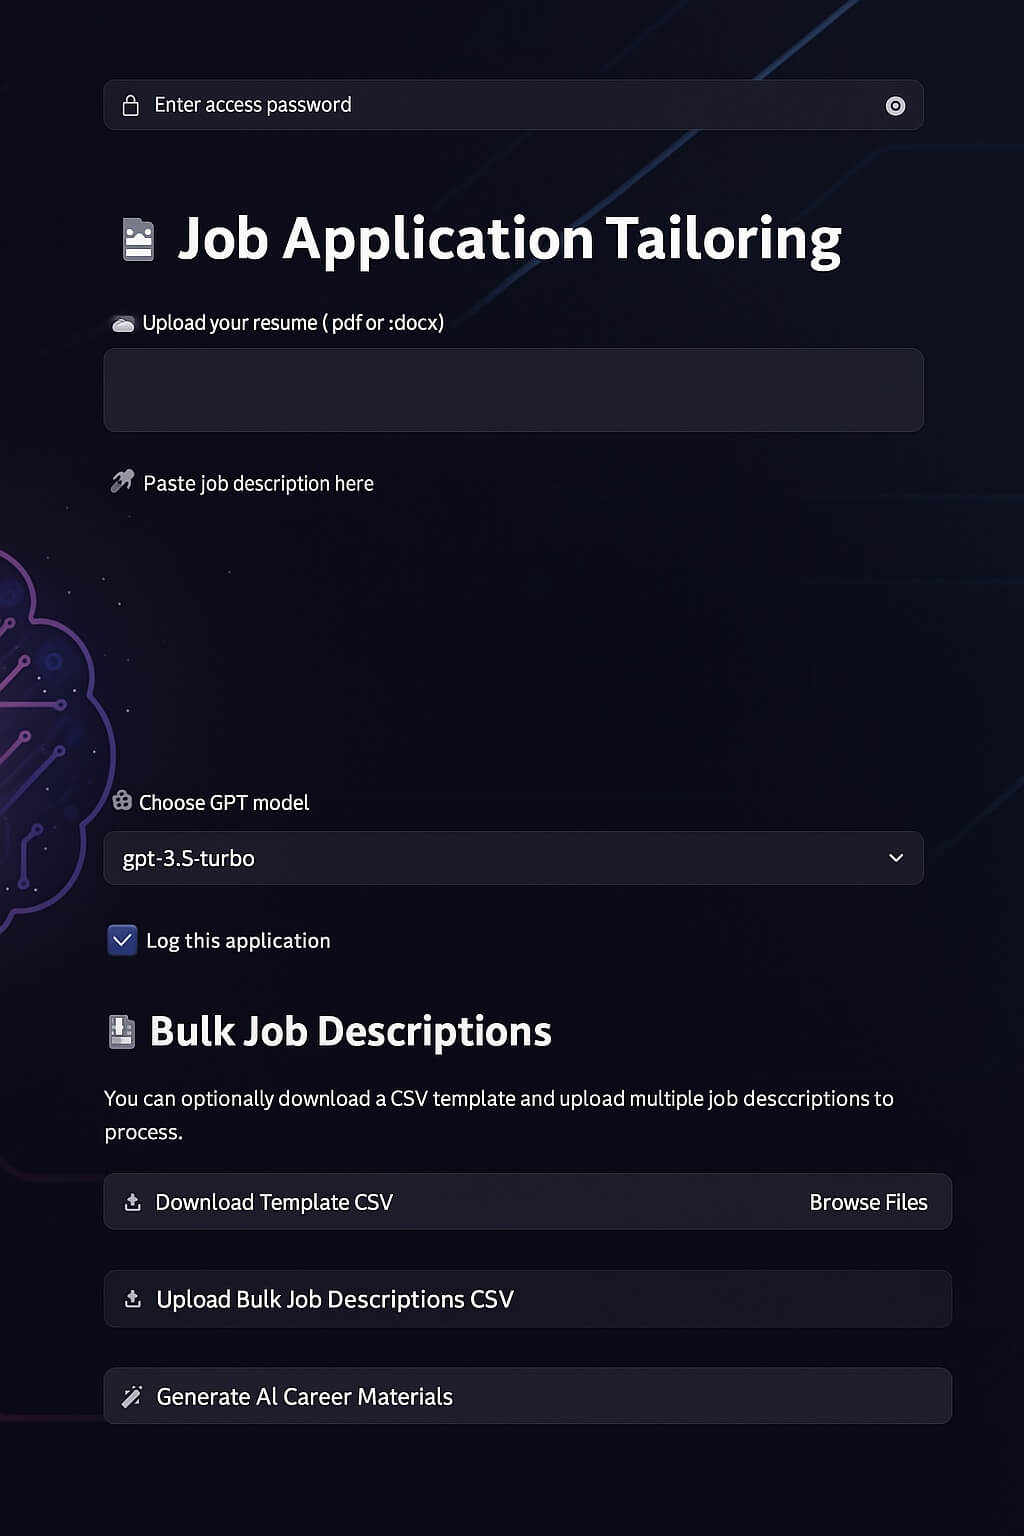 Enter access password
Job Application Tailoring
Upload your resume ( pdf or :docx)
Paste job description here
Choose GPT model
gpt-3.S-turbo
Log this application
Bulk Job Descriptions
You can optionally download a CSV template and upload multiple job desccriptions to
process.
Download Template CSV Browse Files
Upload Bulk Job Descriptions CSV
Generate Al Career Materials